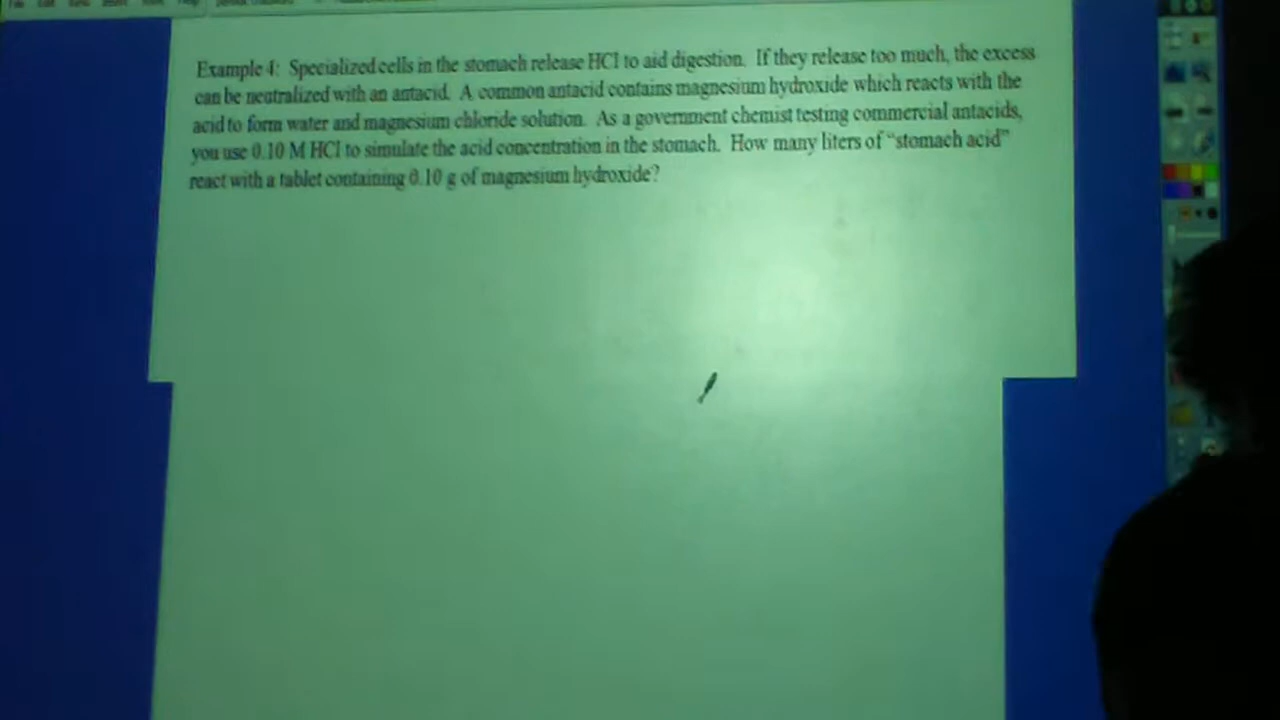 Example 4: Specialized cells in the stomach release HCl to aid digestion. If they release too much, the excess
can be neutralized with an antacid. A common antacid contains magnesium hydroxide which reacts with the
acid to form water and magnesium chloride solution. As a government chemist testing commercial antacids,
you use 0.10 M HCl to simulate the acid concentration in the stomach. How many liters of “stomach acid”
react with a tablet containing 0.10 g of magnesium hydroxide?